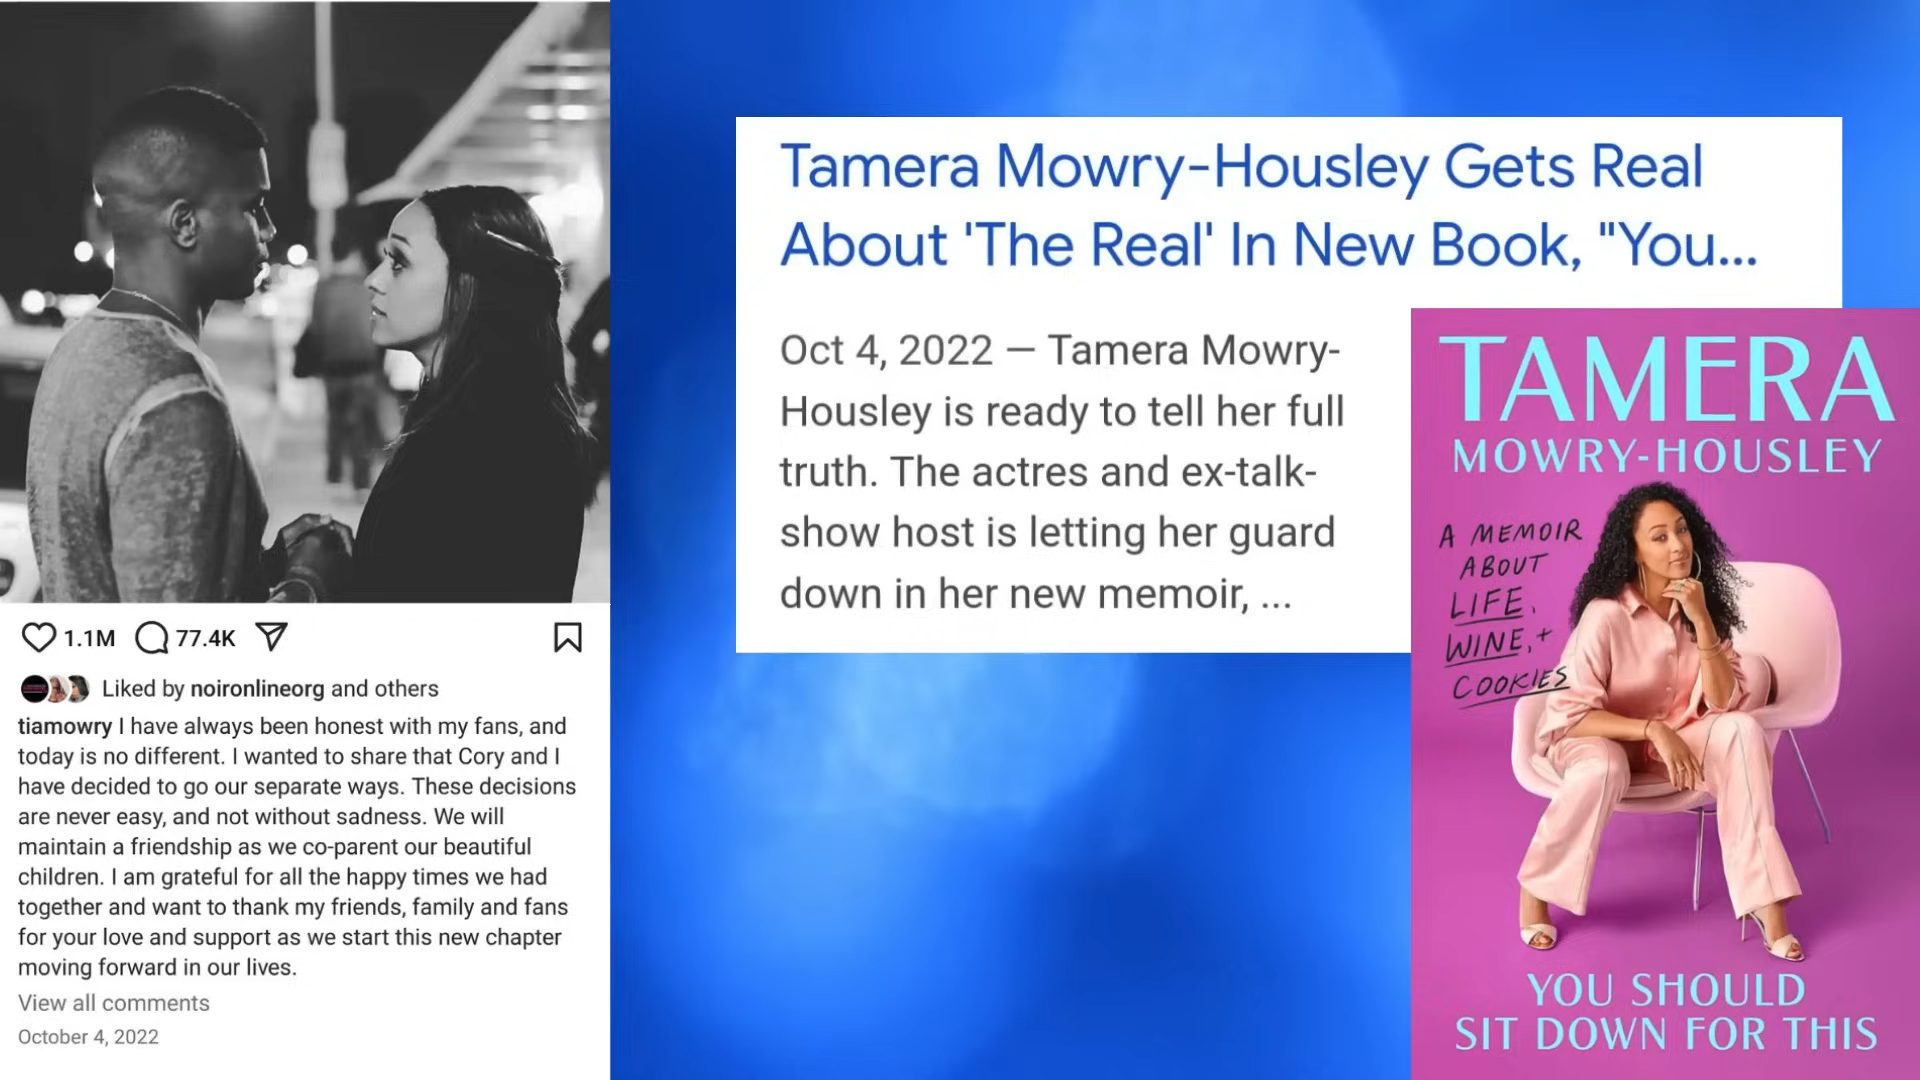 1.1M 77.4K
Liked by noironlineorg and others
tiamowry I have always been honest with my fans, and
today is no different. I wanted to share that Cory and I
have decided to go our separate ways. These decisions
are never easy, and not without sadness. We will
maintain a friendship as we co-parent our beautiful
children. I am grateful for all the happy times we had
together and want to thank my friends, family and fans
for your love and support as we start this new chapter
moving forward in our lives.
View all comments
October 4, 2022
Tamera Mowry-Housley Gets Real
About 'The Real' In New Book, "You...
Oct 4, 2022 — Tamera Mowry-
Housley is ready to tell her full
truth. The actres and ex-talk-
show host is letting her guard
down in her new memoir, ...
TAMERA
MOWRY-HOUSLEY
A MEMOIR
ABOUT
LIFE,
WINE, +
COOKIES
YOU SHOULD
SIT DOWN FOR THIS